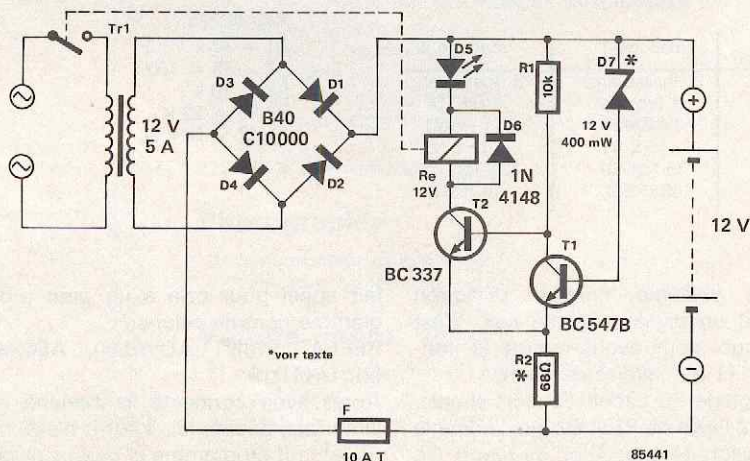 Tr1
12 V
5 A
D3
D1
B40
C10000
D4
D2
D5
R1
10k
D7
*
12 V
400 mW
D6
1N
4148
Re
12V
T2
BC 337
T1
BC 547B
R2
*
68Ω
+
12 V
−
*voir texte
F
10 A T
85441